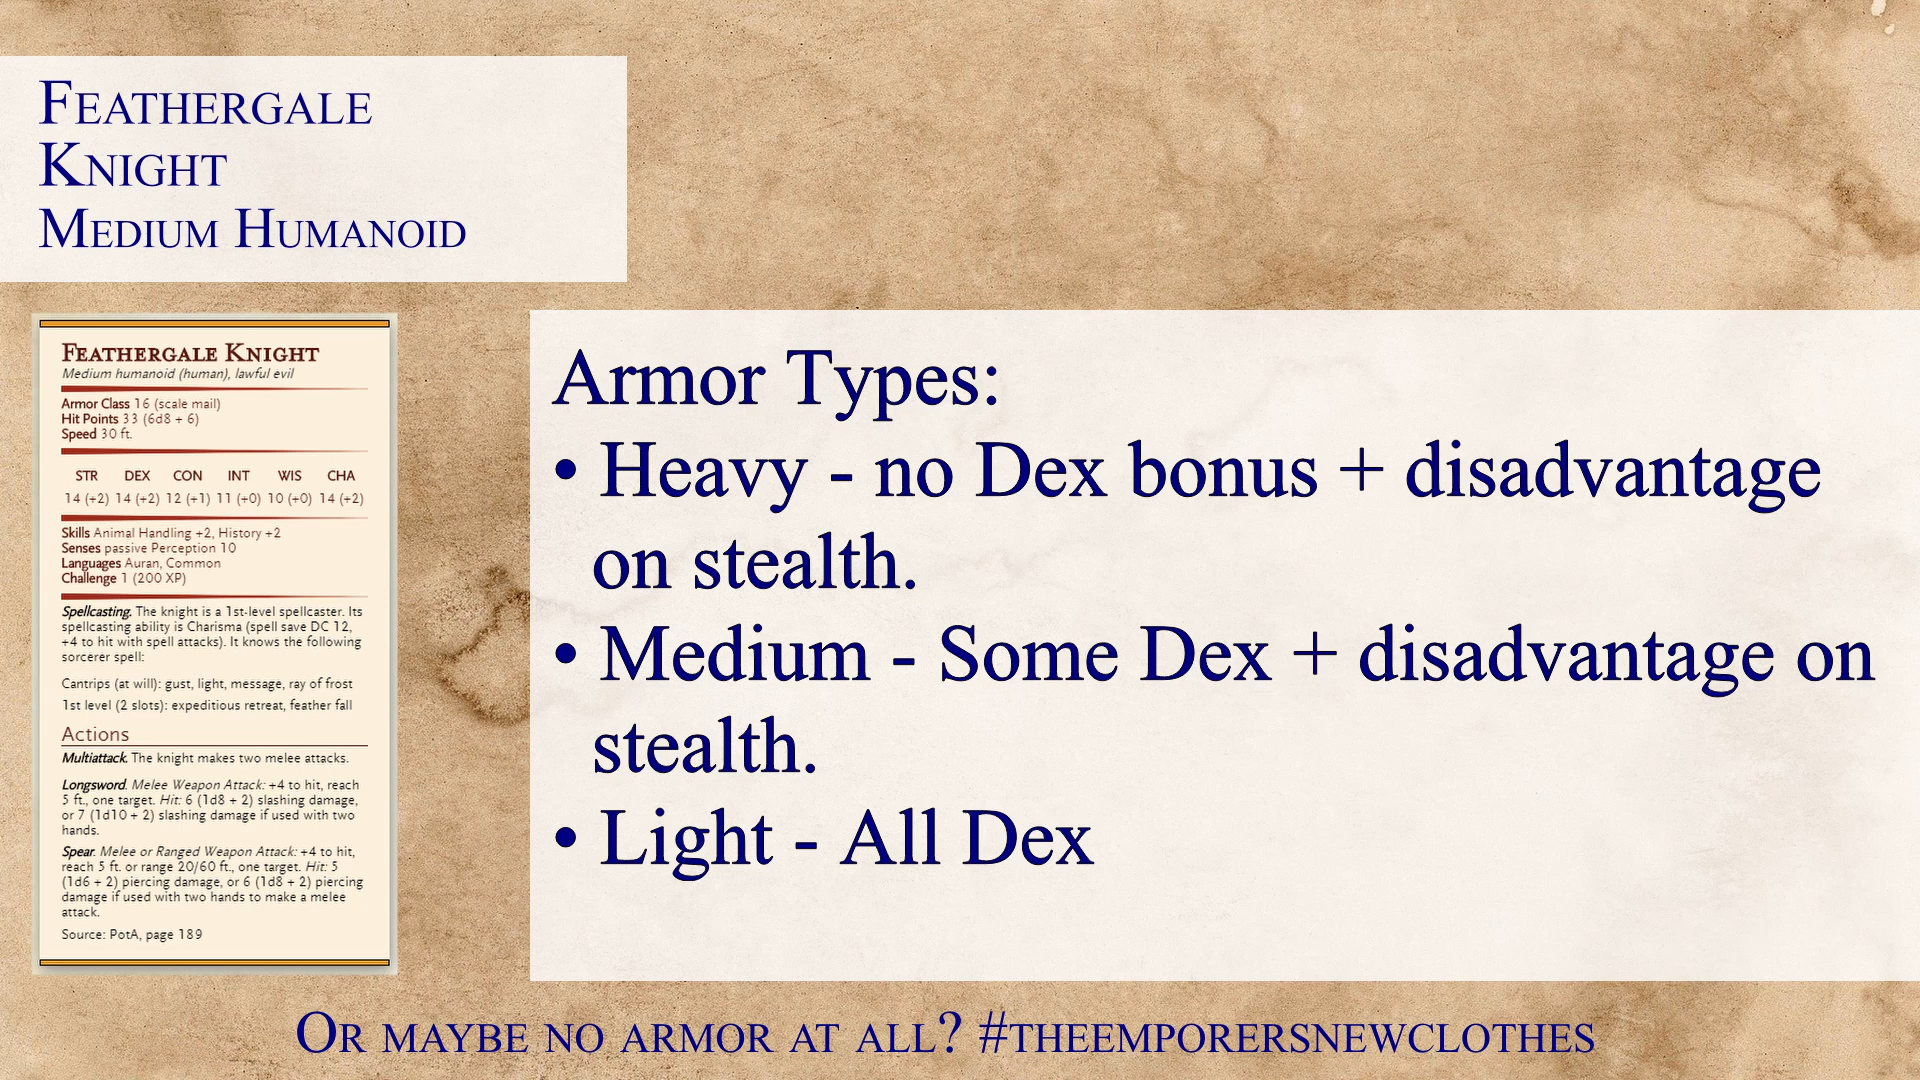 Feathergale
Knight
Medium Humanoid
Feathergale Knight
Medium humanoid (human), lawful evil
Armor Class 16 (scale mail)
Hit Points 33 (6d8 + 6)
Speed 30 ft.
STR DEX CON INT WIS CHA
14 (+2) 14 (+2) 12 (+1) 11 (+0) 10 (+0) 14 (+2)
Skills Animal Handling +2, History +2
Senses passive Perception 10
Languages Auran, Common
Challenge 1 (200 XP)
Spellcasting. The knight is a 1st-level spellcaster. Its
spellcasting ability is Charisma (spell save DC 12,
+4 to hit with spell attacks). It knows the following
sorcerer spell:
Cantrips (at will): gust, light, message, ray of frost
1st level (2 slots): expeditious retreat, feather fall
Actions
Multiattack. The knight makes two melee attacks.
Longsword. Melee Weapon Attack: +4 to hit, reach
5 ft., one target. Hit: 6 (1d8 + 2) slashing damage,
or 7 (1d10 + 2) slashing damage if used with two
hands.
Spear. Melee or Ranged Weapon Attack: +4 to hit,
reach 5 ft. or range 20/60 ft., one target. Hit: 5
(1d6 + 2) piercing damage, or 6 (1d8 + 2) piercing
damage if used with two hands to make a melee
attack.
Source: PotA, page 189
Armor Types:
• Heavy - no Dex bonus + disadvantage
on stealth.
• Medium - Some Dex + disadvantage on
stealth.
• Light - All Dex
Or maybe no armor at all? #theemporersnewclothes